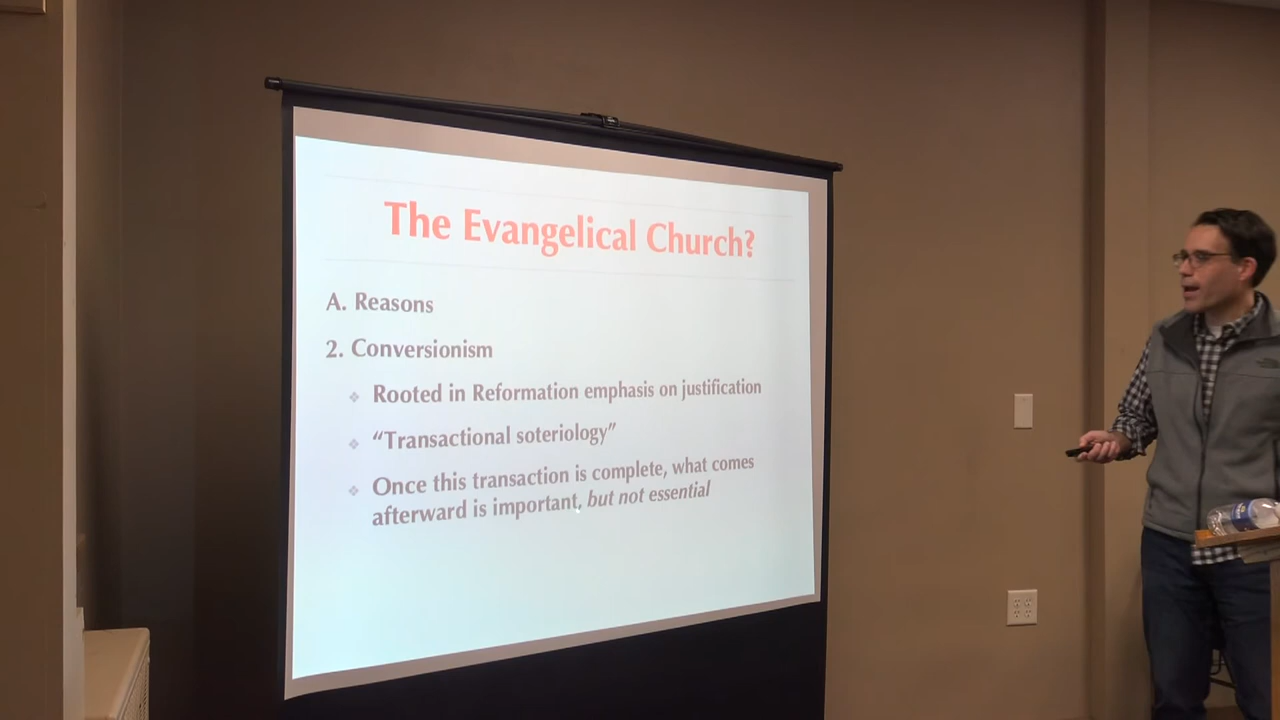 The Evangelical Church?
A. Reasons
2. Conversionism
Rooted in Reformation emphasis on justification
“Transactional soteriology”
Once this transaction is complete, what comes
afterward is important, but not essential